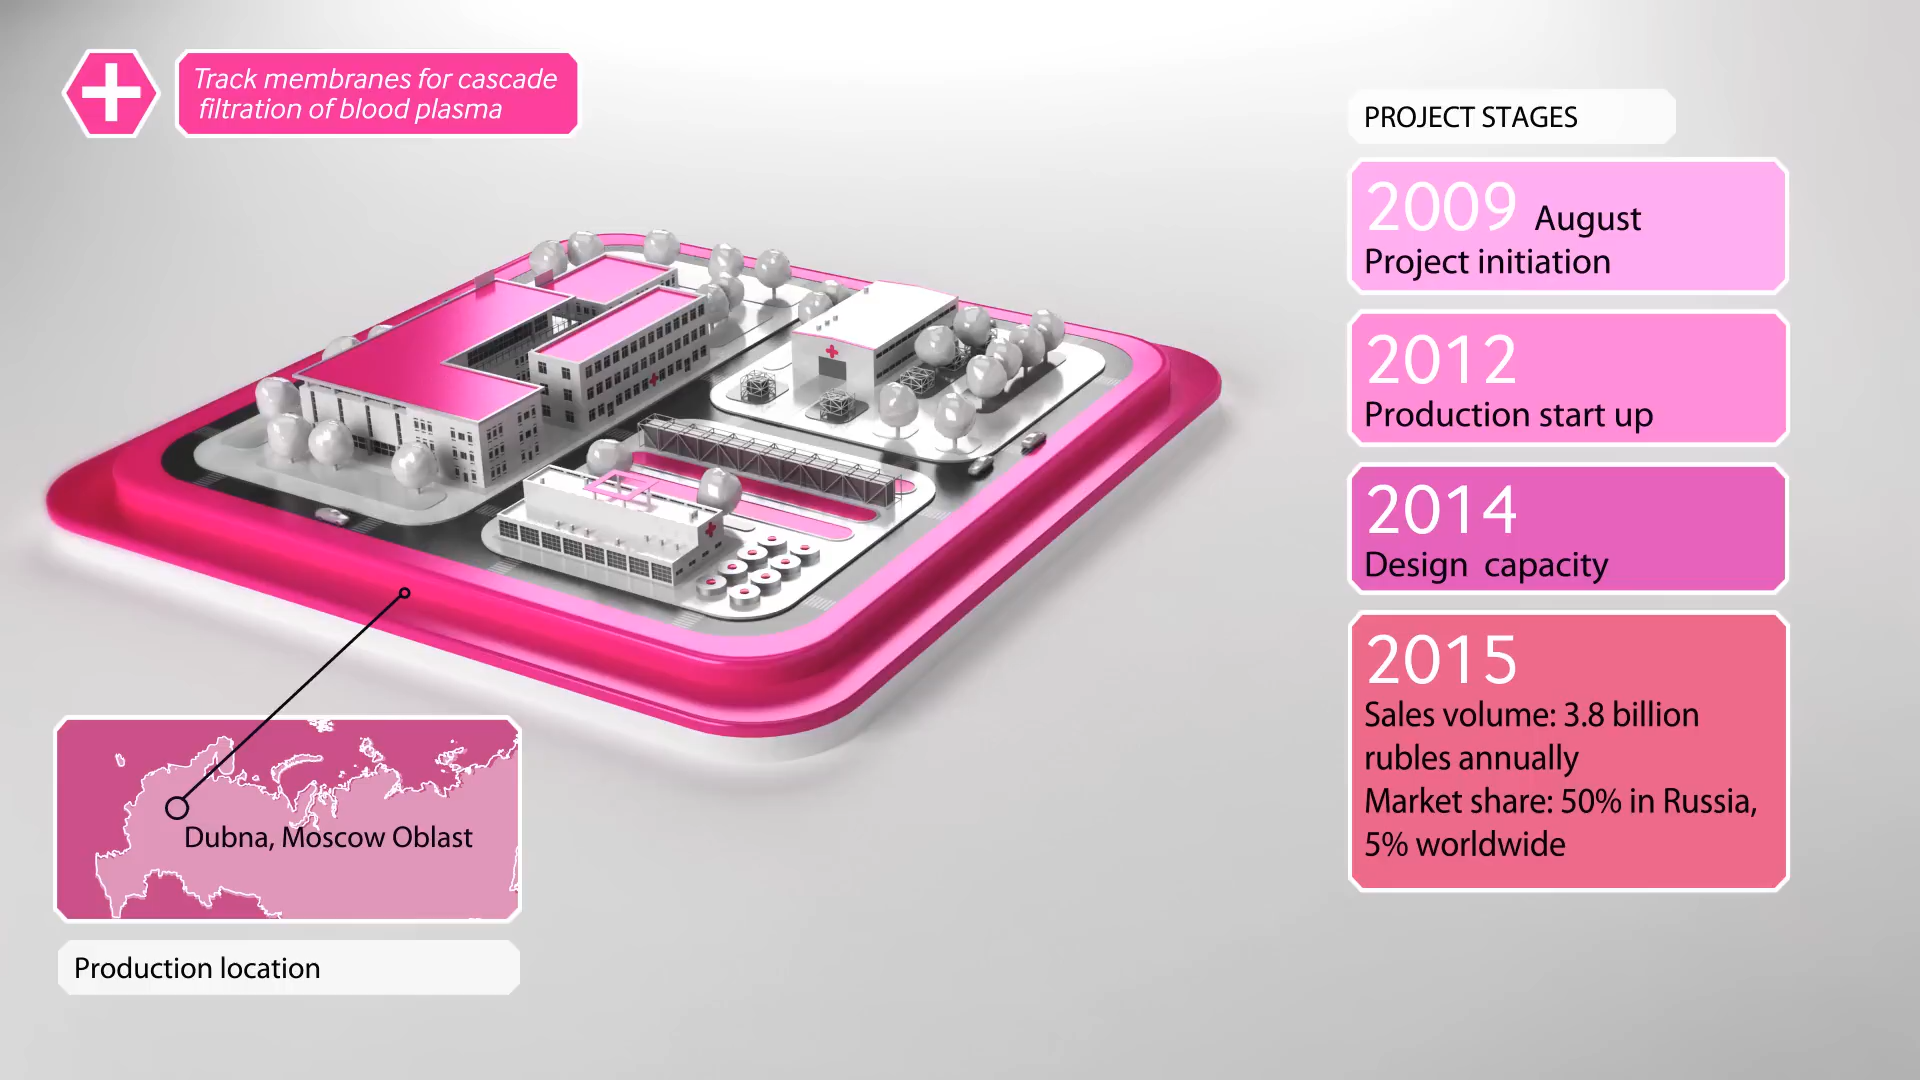 Track membranes for cascade
filtration of blood plasma
PROJECT STAGES
2009 August
Project initiation
2012
Production start up
2014
Design capacity
2015
Sales volume: 3.8 billion
rubles annually
Market share: 50% in Russia,
5% worldwide
Dubna, Moscow Oblast
Production location